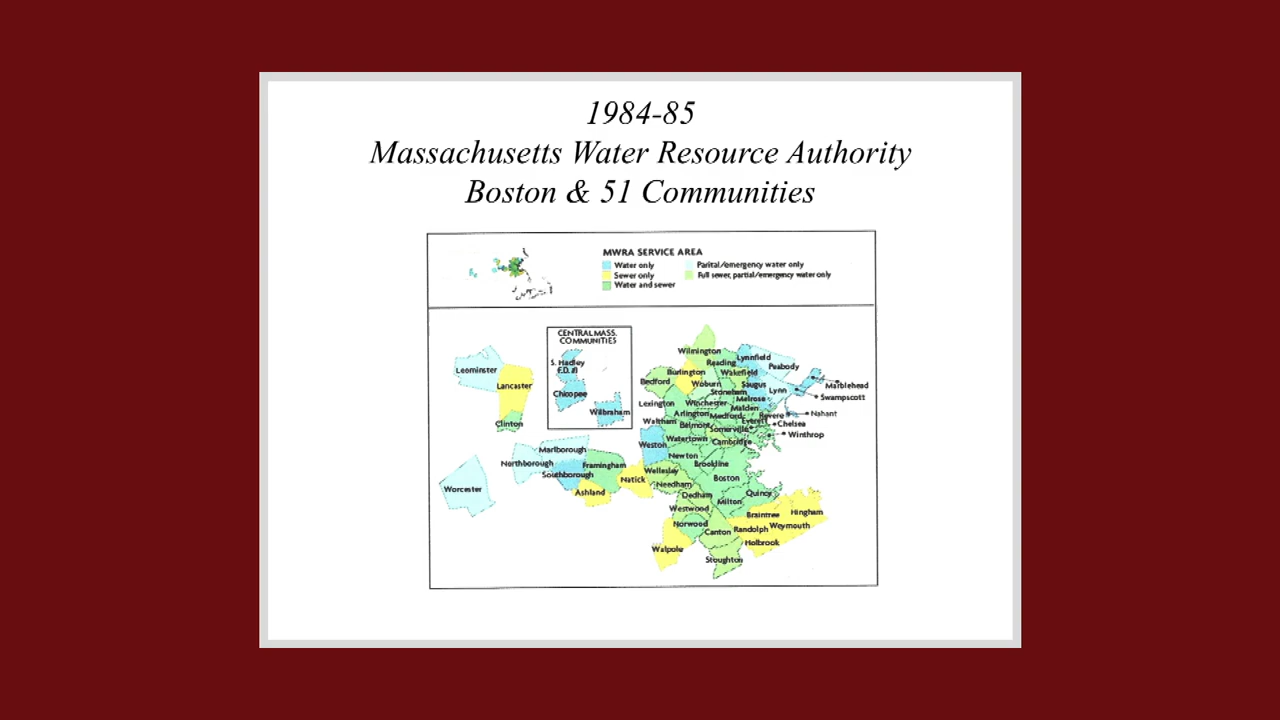 1984-85
Massachusetts Water Resource Authority
Boston & 51 Communities
MWRA SERVICE AREA
Water only
Parital/emergency water only
Sewer only
Full sewer, partial/emergency water only
Water and sewer
CENTRAL MASS.
COMMUNITIES
S. Hadley
F.D. #1
Chicopee
Wilbraham
Leominster
Lancaster
Clinton
Wilmington
Lynnfield
Reading
Peabody
Burlington
Wakefield
Bedford
Woburn
Saugus
Lynn
Marblehead
Stoneham
Swampscott
Melrose
Lexington
Winchester
Malden
Arlington
Medford
Revere
Nahant
Waltham
Belmont
Everett
Chelsea
Somerville
Winthrop
Watertown
Cambridge
Weston
Marlborough
Newton
Northborough
Framingham
Brookline
Southborough
Wellesley
Natick
Boston
Worcester
Ashland
Needham
Dedham
Quincy
Milton
Westwood
Braintree
Hingham
Norwood
Canton
Randolph
Weymouth
Holbrook
Walpole
Stoughton